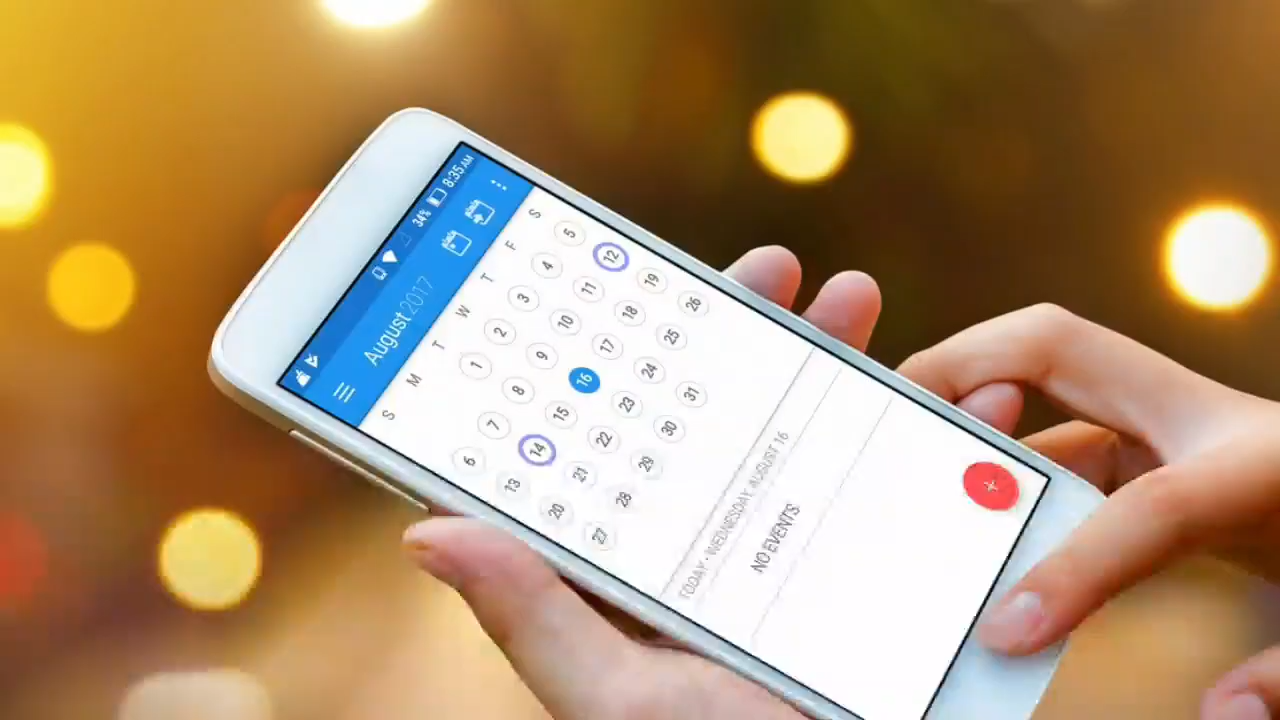 34% 8:35 AM
August 2017
S M T W T F S
1 2 3 4 5
6 7 8 9 10 11 12
13 14 15 16 17 18 19
20 21 22 23 24 25 26
27 28 29 30 31
TODAY • WEDNESDAY, AUGUST 16
NO EVENTS
+